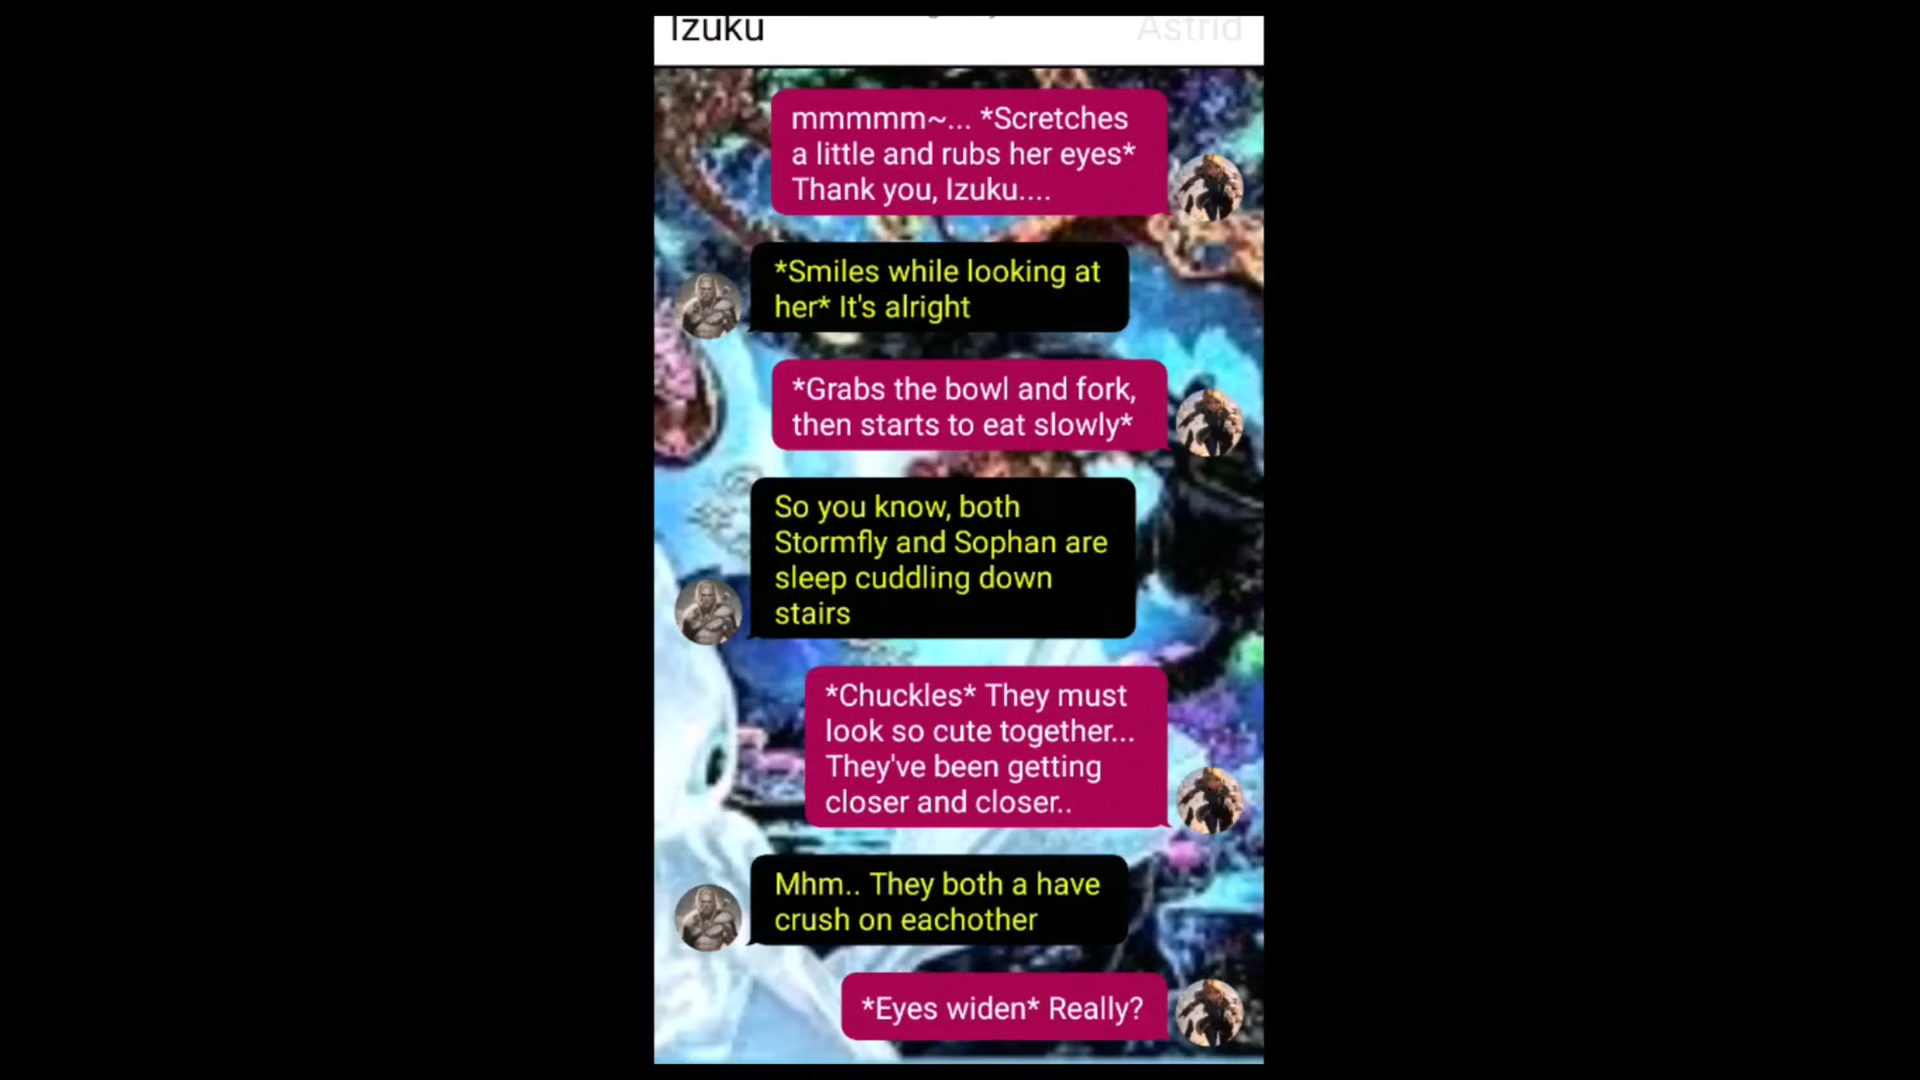 Izuku
Astrid
mmmmm~... *Scretches
a little and rubs her eyes*
Thank you, Izuku....
*Smiles while looking at
her* It's alright
*Grabs the bowl and fork,
then starts to eat slowly*
So you know, both
Stormfly and Sophan are
sleep cuddling down
stairs
*Chuckles* They must
look so cute together...
They've been getting
closer and closer..
Mhm.. They both a have
crush on eachother
*Eyes widen* Really?